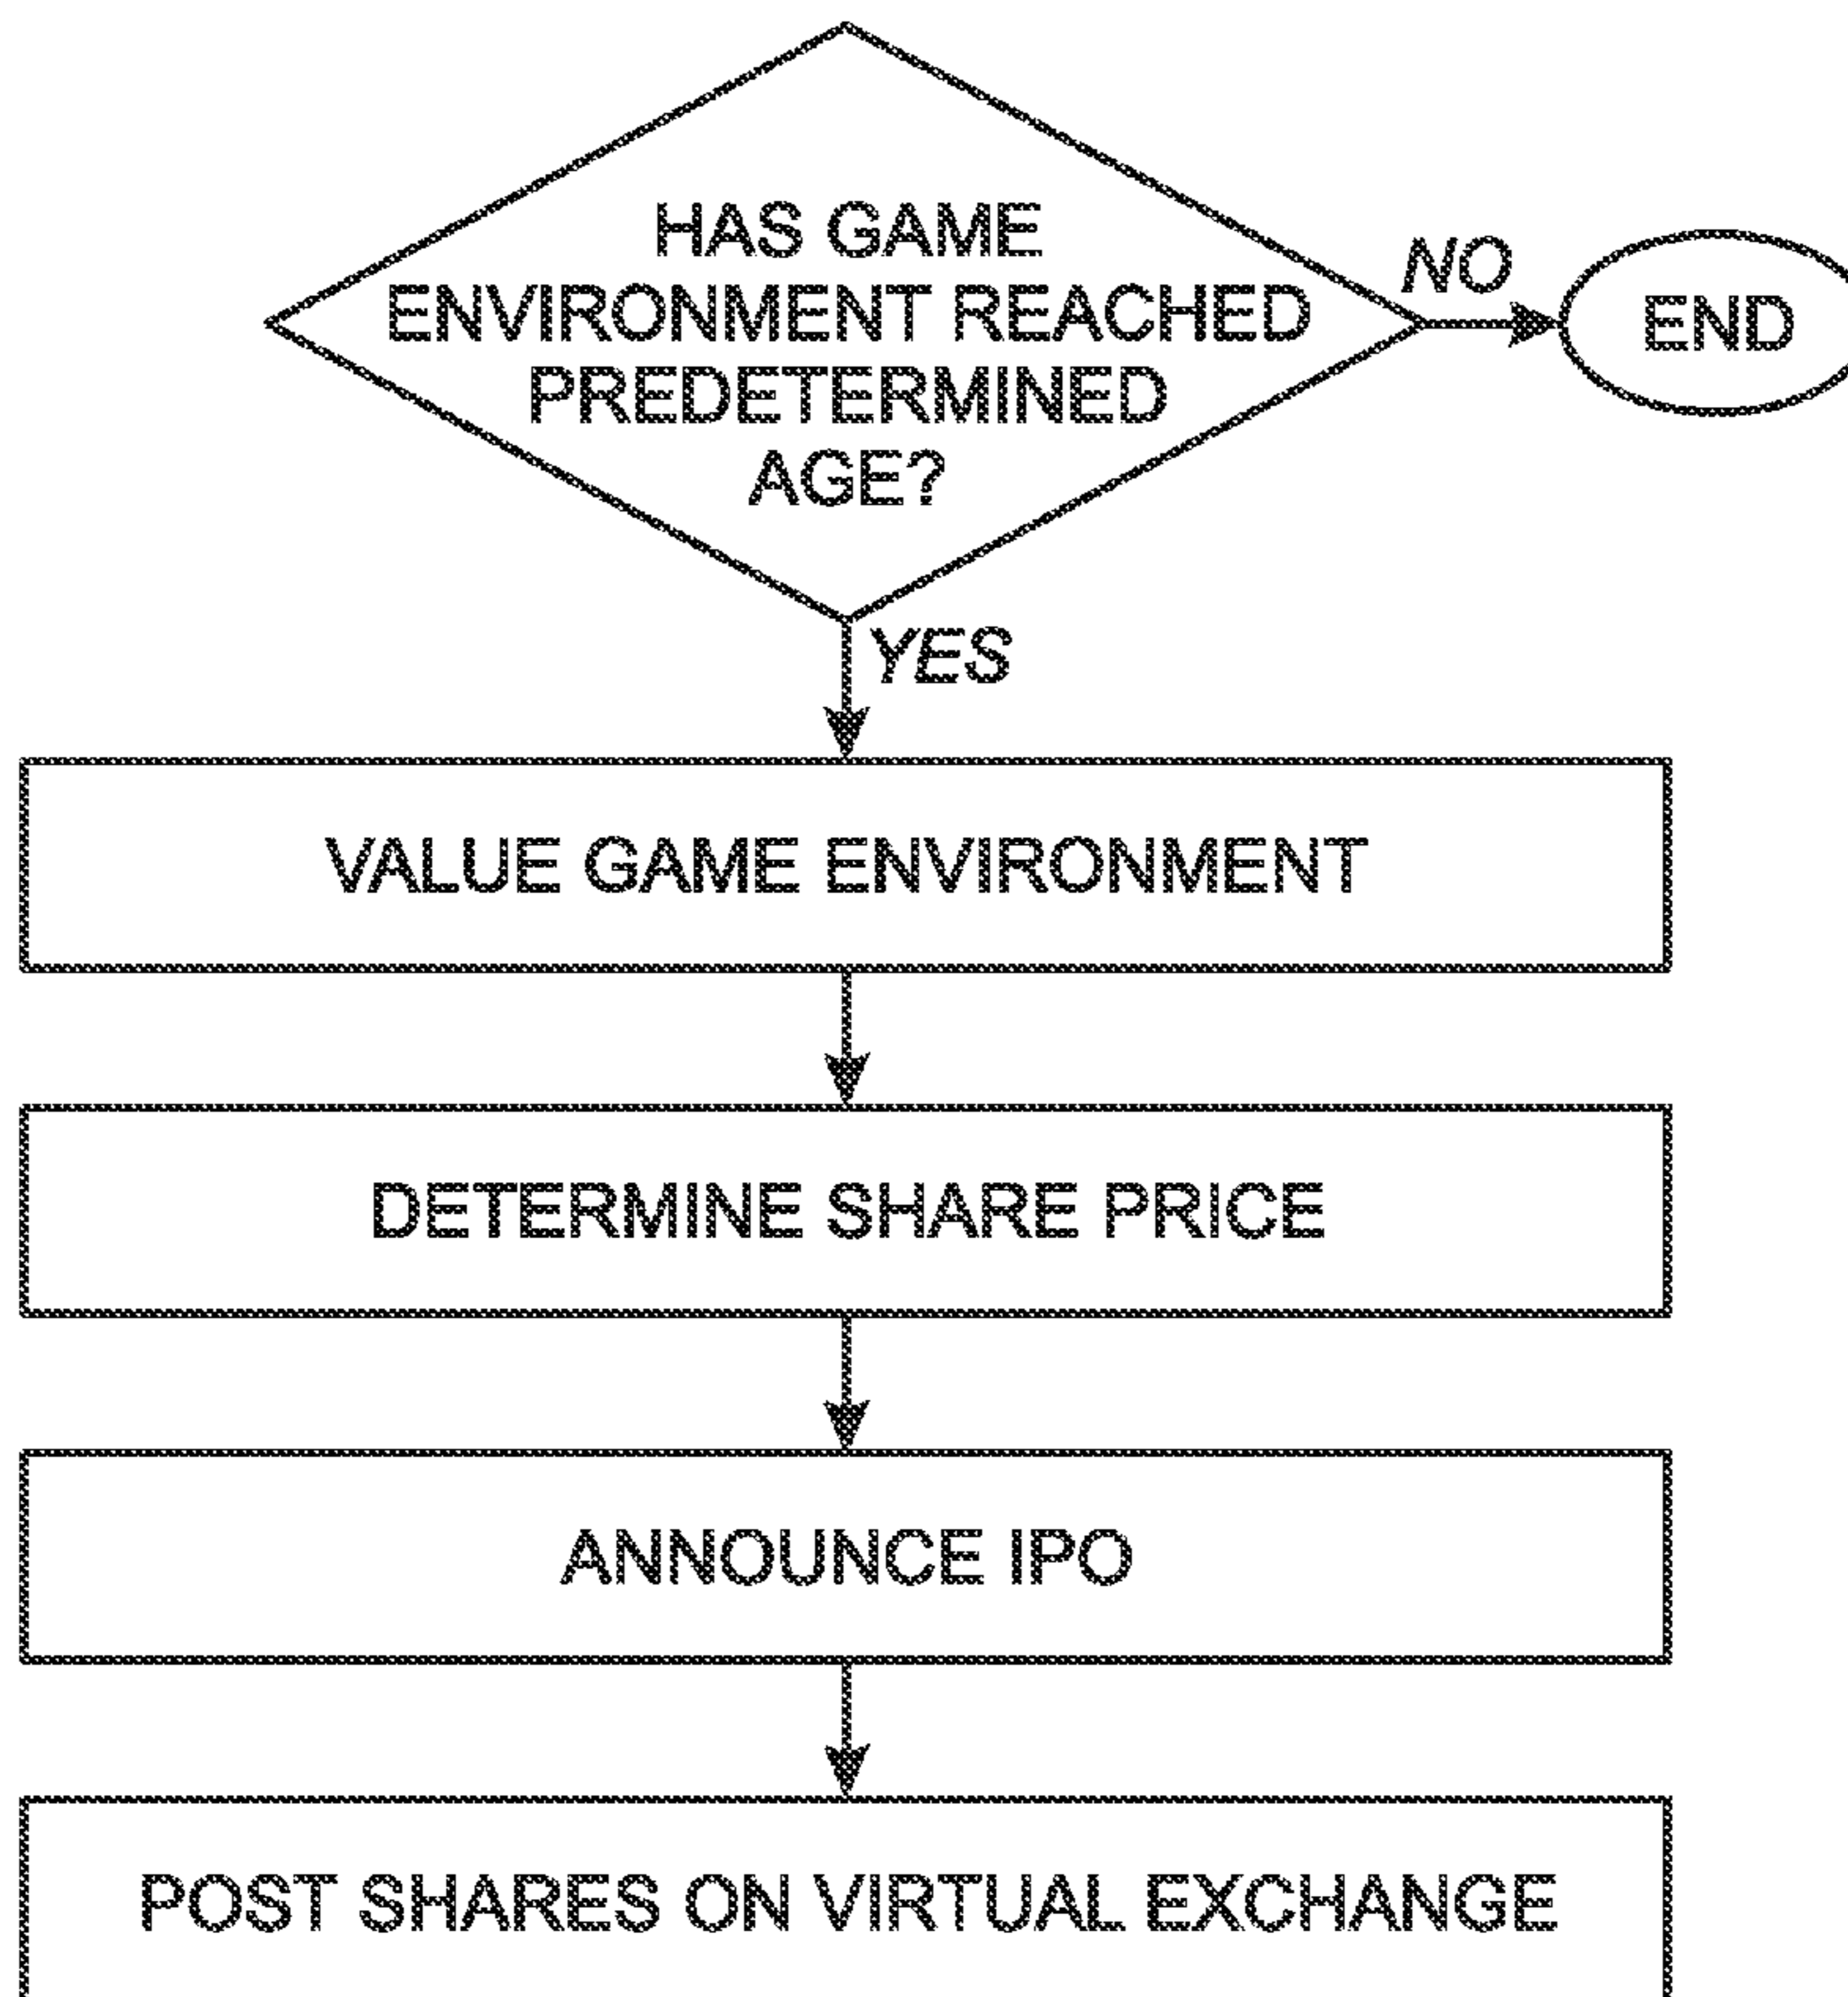 HAS GAME
ENVIRONMENT REACHED
PREDETERMINED
AGE?
NO
END
YES
VALUE GAME ENVIRONMENT
DETERMINE SHARE PRICE
ANNOUNCE IPO
POST SHARES ON VIRTUAL EXCHANGE